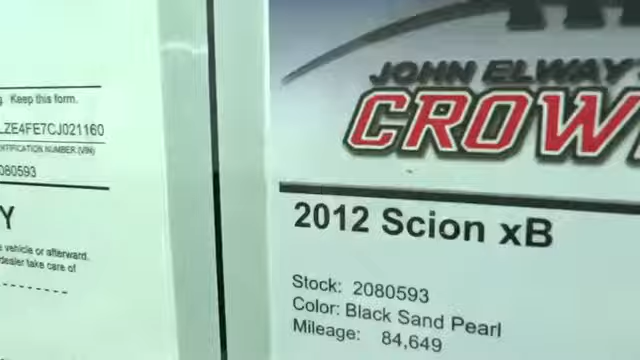 Keep this form.
LZE4FE7CJ021160
NUMBER (VIN)
080593
Y
vehicle or afterward.
dealer take care of
JOHN ELWAY'
CROW
2012 Scion xB
Stock: 2080593
Color: Black Sand Pearl
Mileage: 84,649